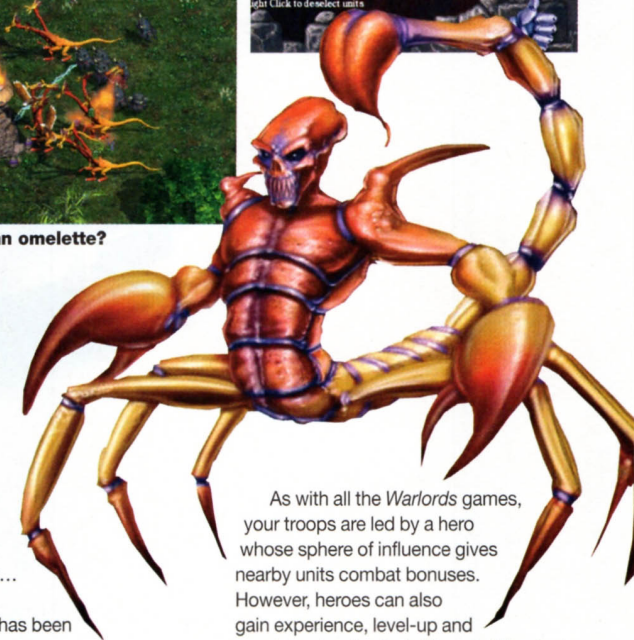 ght Click to deselect units
n omelette?
As with all the Warlords games,
your troops are led by a hero
whose sphere of influence gives
nearby units combat bonuses.
However, heroes can also
gain experience, level-up and
...
has been